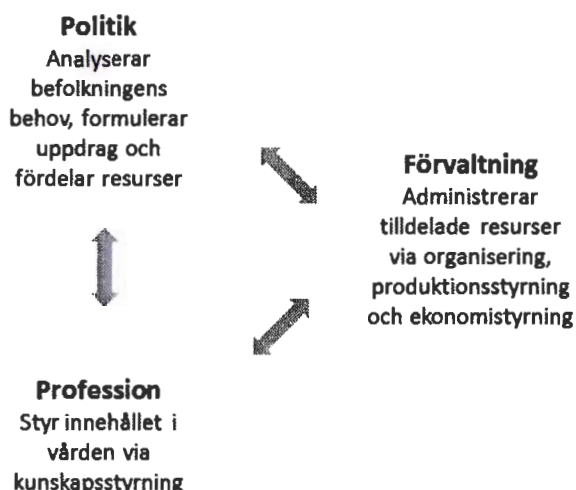 Politik
Analyserar
befolkningens
behov, formulerar
uppdrag och
fördelar resurser
Förvaltning
Administrerar
tilldelade resurser
via organisering,
produktionsstyrning
och ekonomistyrning
Profession
Styr innehållet i
vården via
kunskapsstyrning